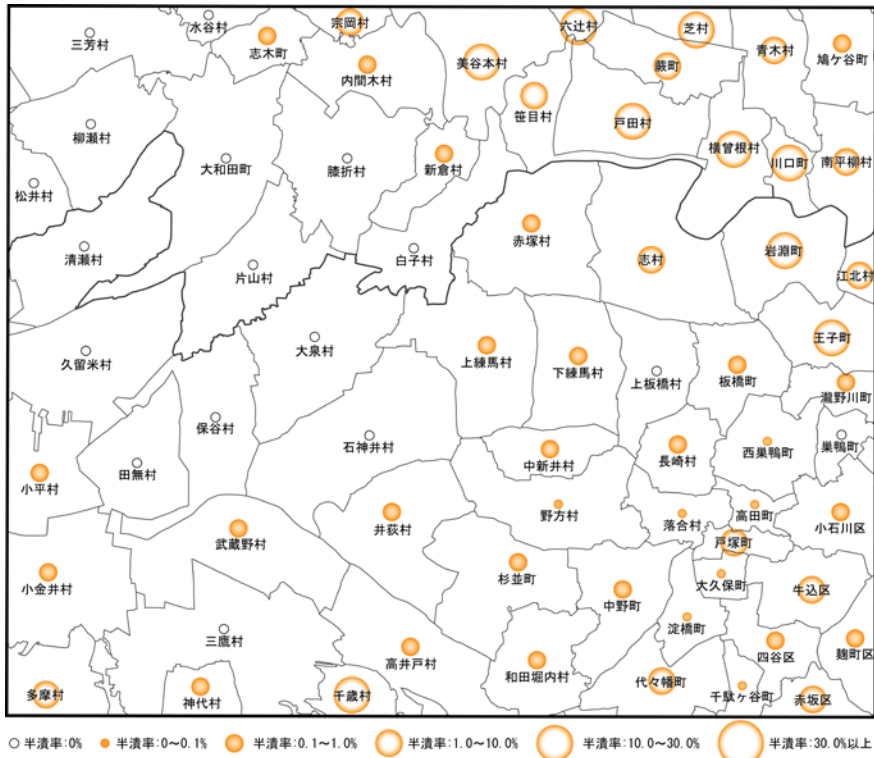 水谷村
宗岡村
六辻村
芝村
三芳村
志木町
青木村
鳩ケ谷町
内間木村
美谷本村
蕨町
笹目村
戸田村
柳瀬村
大和田町
膝折村
新倉村
横曾根村
川口町
南平柳村
松井村
清瀬村
片山村
白子村
赤塚村
志村
岩淵町
江北村
久留米村
大泉村
上練馬村
下練馬村
上板橋村
板橋町
王子町
瀧野川町
保谷村
石神井村
中新井村
長崎村
西巣鴨町
巣鴨町
小平村
田無村
武蔵野村
井荻村
野方村
落合村
高田町
小石川区
戸塚町
小金井村
杉並町
中野町
大久保町
牛込区
三鷹村
高井戸村
和田堀内村
淀橋町
四谷区
麹町区
多摩村
神代村
千歳村
代々幡町
千駄ヶ谷町
赤坂区
半潰率:0% 半潰率:0～0.1% 半潰率:0.1～1.0% 半潰率:1.0～10.0% 半潰率:10.0～30.0% 半潰率:30.0%以上